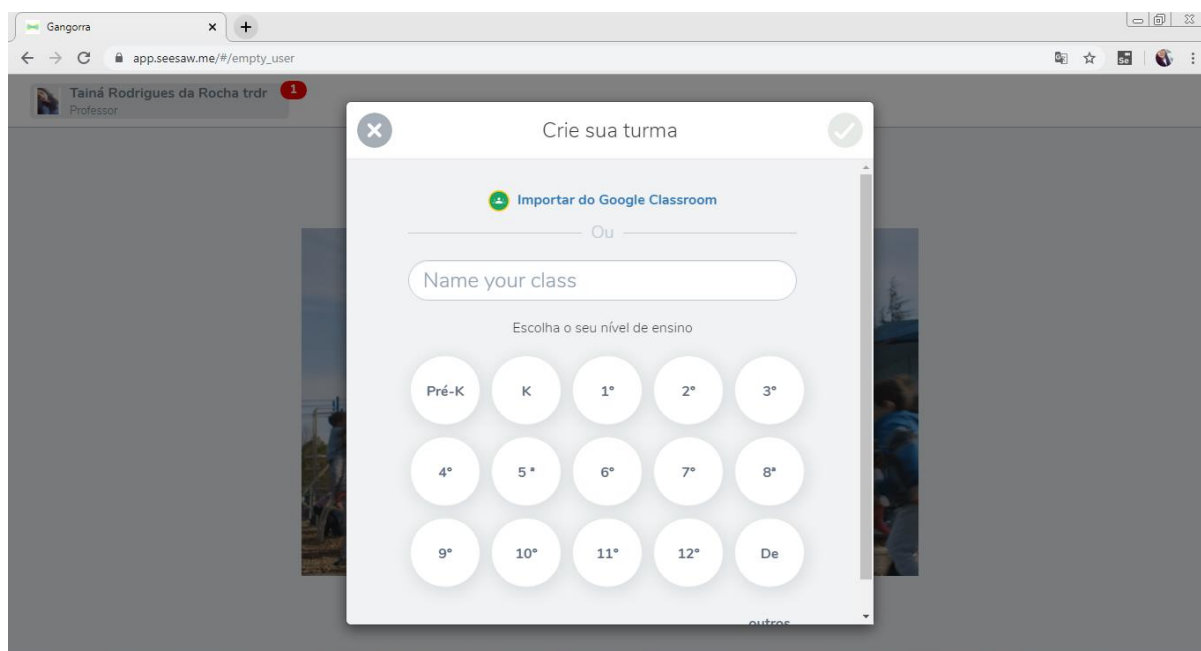 Gangorra
app.seesaw.me/#/empty_user
Se
Tainá Rodrigues da Rocha trdr 1
Professor
Crie sua turma
Importar do Google Classroom
Ou
Name your class
Escolha o seu nível de ensino
Pré-K K 1° 2° 3°
4° 5 ª 6° 7° 8ª
9° 10° 11° 12° De
outros